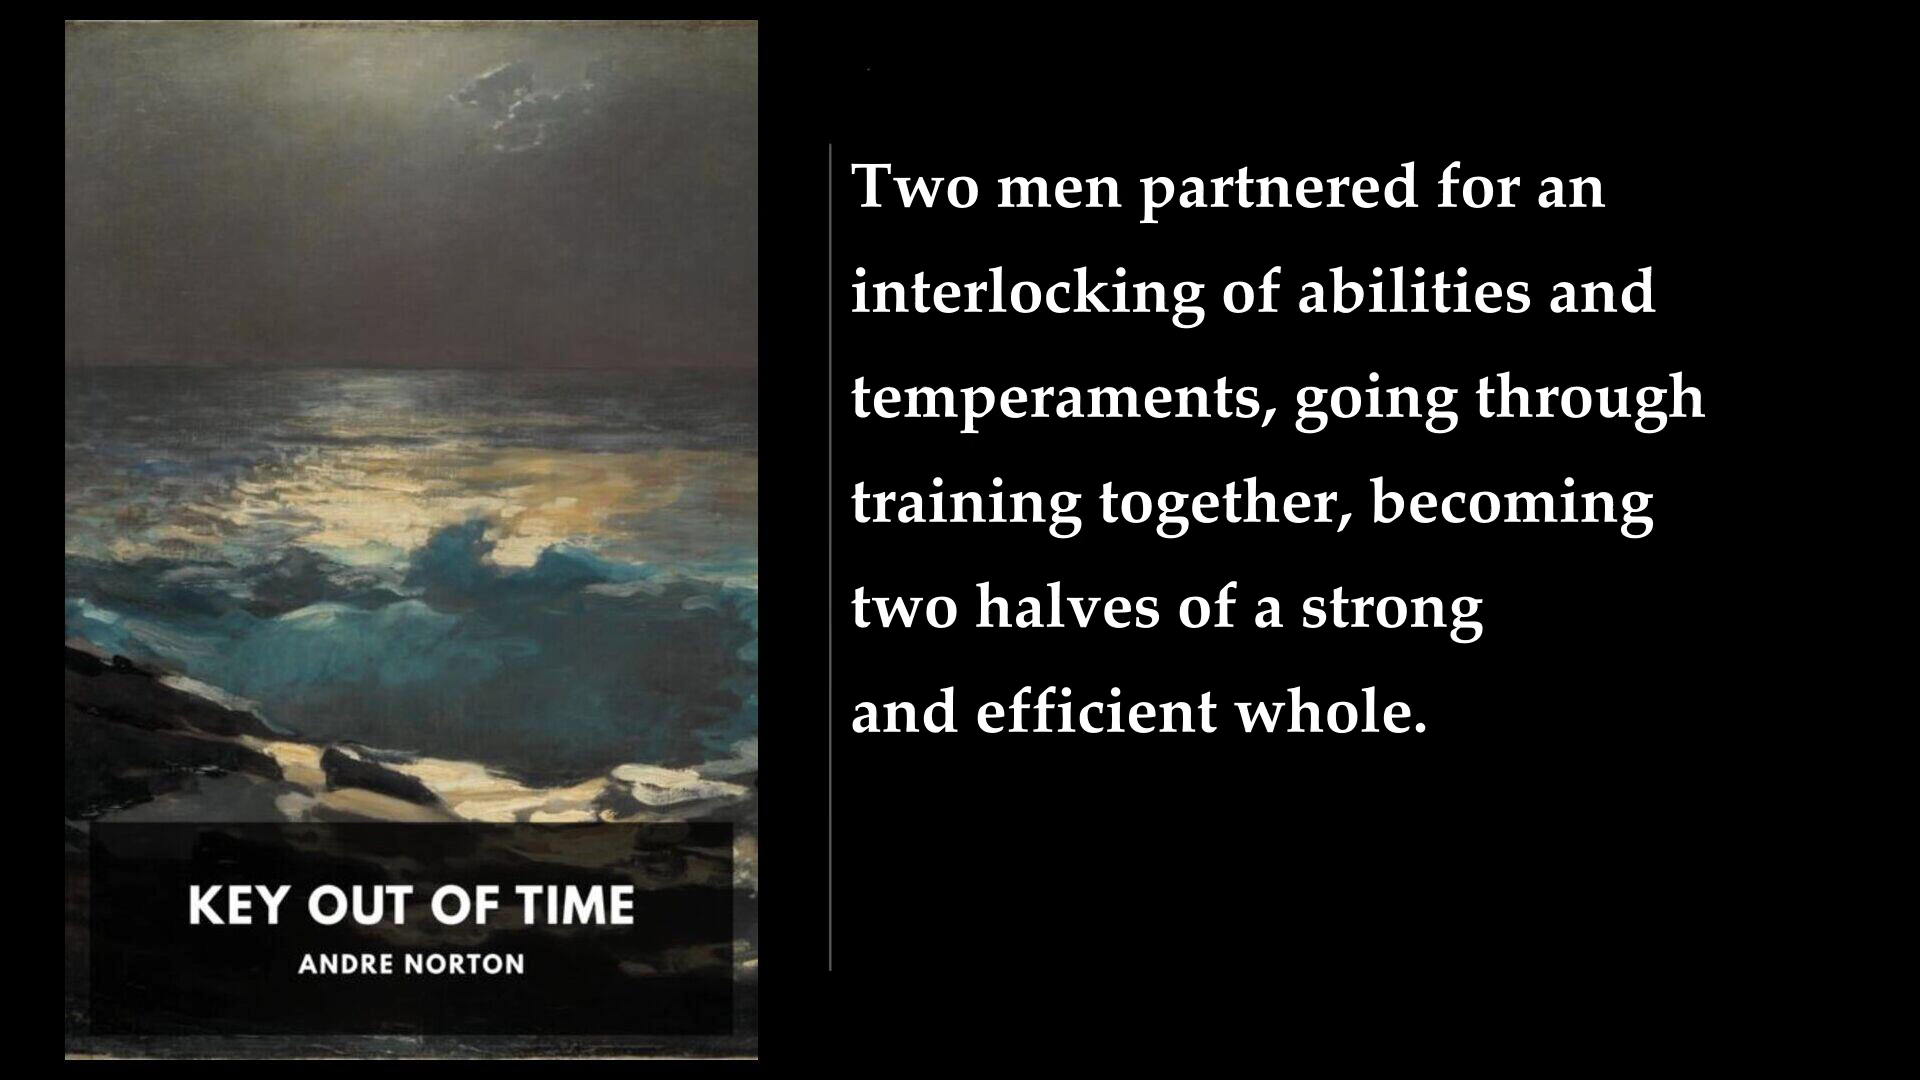 Two men partnered for an
interlocking of abilities and
temperaments, going through
training together, becoming
two halves of a strong
and efficient whole.
KEY OUT OF TIME
ANDRE NORTON